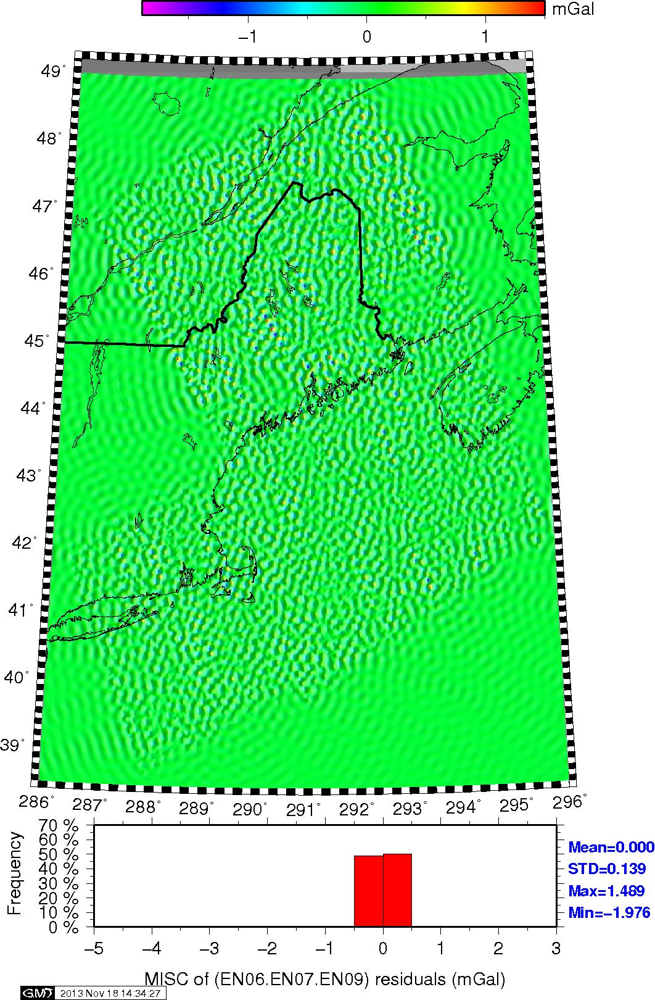 mGal
−1 0 1
49°
48°
47°
46°
45°
44°
43°
42°
41°
40°
39°
286° 287° 288° 289° 290° 291° 292° 293° 294° 295° 296°
Frequency
70 %
60 %
50 %
40 %
30 %
20 %
10 %
0 %
Mean=0.000
STD=0.139
Max=1.489
Min=−1.976
−5 −4 −3 −2 −1 0 1 2 3
MISC of (EN06.EN07.EN09) residuals (mGal)
GMT 2013 Nov 18 14:34:27